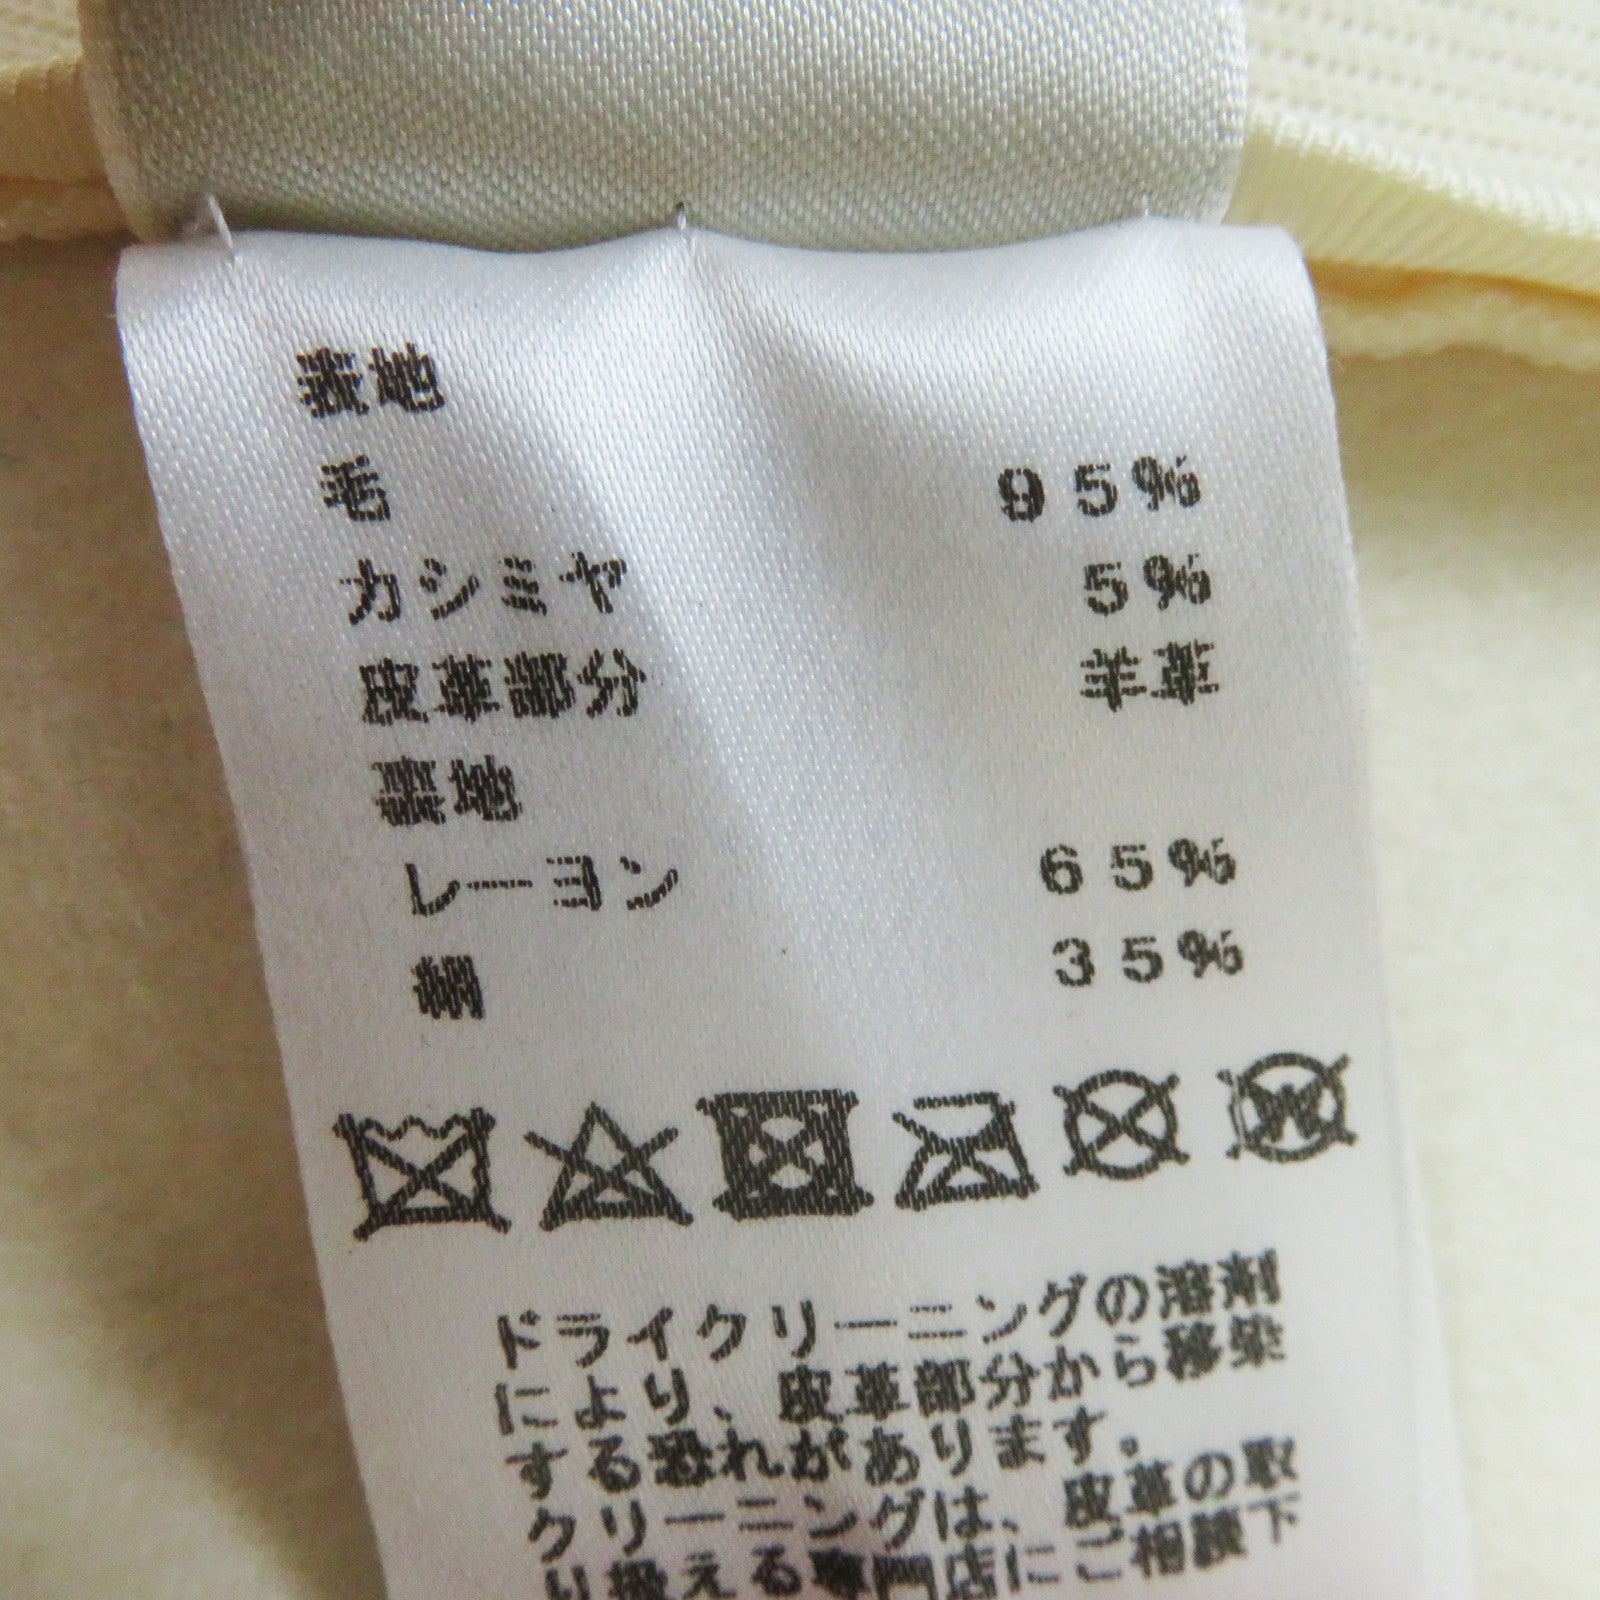 表地
毛 95%
カシミヤ 5%
皮革部分 羊革
裏地
レーヨン 65%
綿 35%
W
ドライクリーニングの溶剤
により、皮革部分から移染
する恐れがあります。
クリーニングは、皮革の取
り扱える専門店にご相談下